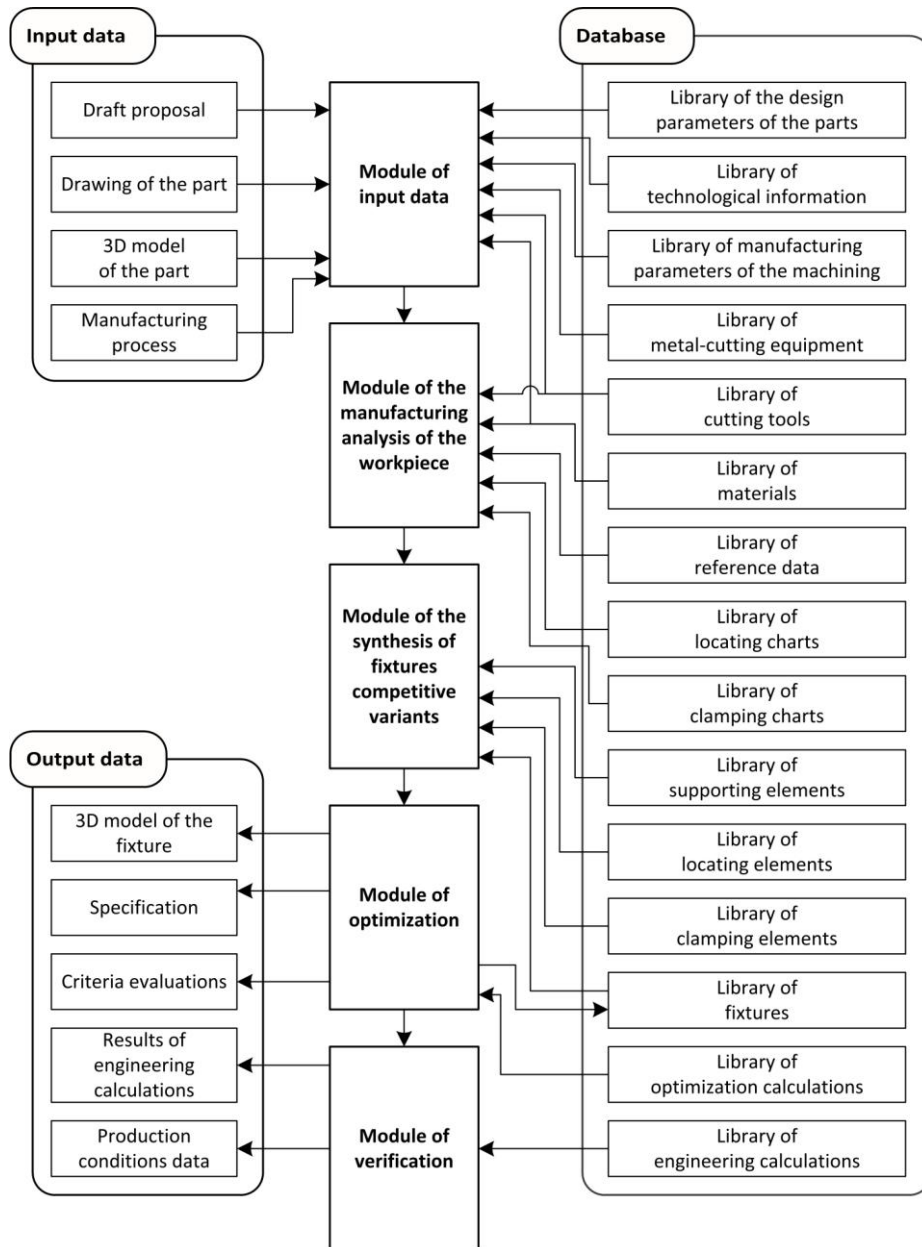 Input data
Draft proposal
Drawing of the part
3D model
of the part
Manufacturing
process
Module of
input data
Module of the
manufacturing
analysis of the
workpiece
Module of the
synthesis of
fixtures
competitive
variants
Module of
optimization
Module of
verification
Output data
3D model of the
fixture
Specification
Criteria evaluations
Results of
engineering
calculations
Production
conditions data
Database
Library of the design
parameters of the parts
Library of
technological information
Library of manufacturing
parameters of the machining
Library of
metal-cutting equipment
Library of
cutting tools
Library of
materials
Library of
reference data
Library of
locating charts
Library of
clamping charts
Library of
supporting elements
Library of
locating elements
Library of
clamping elements
Library of
fixtures
Library of
optimization calculations
Library of
engineering calculations